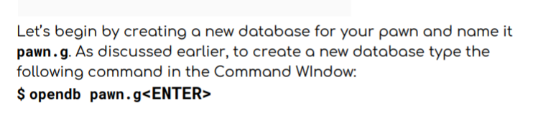 Let's begin by creating a new database for your pawn and name it
pawn.g. As discussed earlier, to create a new database type the
following command in the Command WIndow:
$ opendb pawn.g<ENTER>